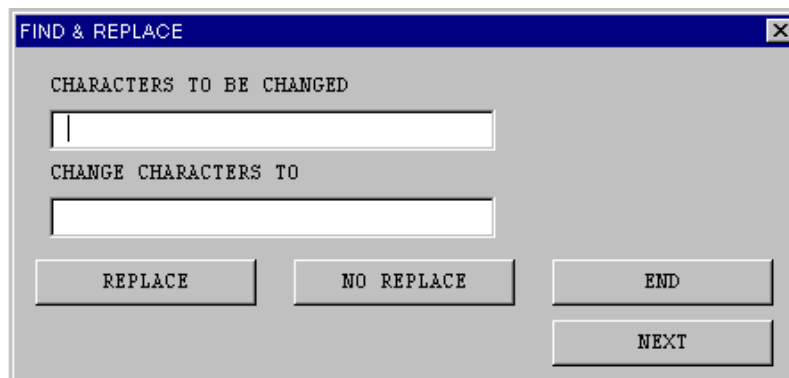 FIND & REPLACE
CHARACTERS TO BE CHANGED
CHANGE CHARACTERS TO
REPLACE NO REPLACE END
NEXT